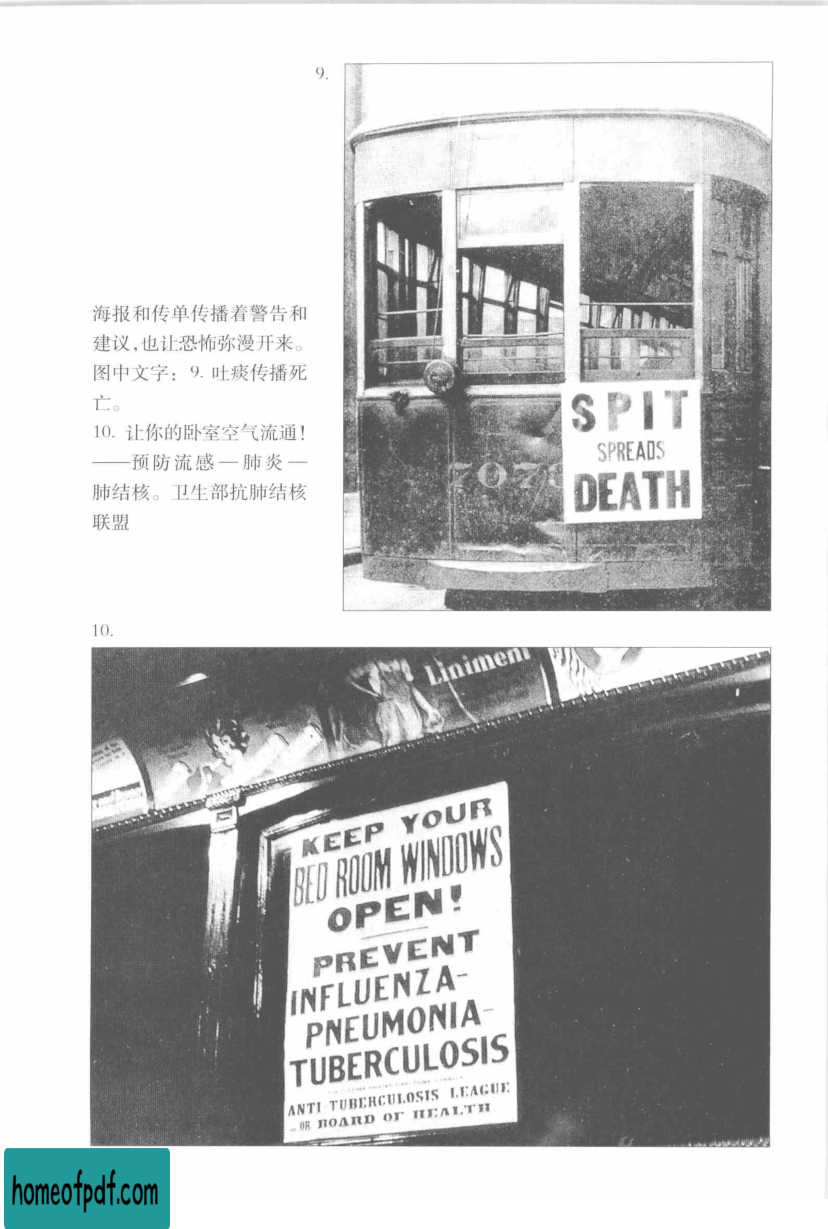 9.
海报和传单传播着警告和
建议,也让恐怖弥漫开来。
图中文字：9. 吐痰传播死
亡。
10. 让你的卧室空气流通!
——预防流感—肺炎—
肺结核。卫生部抗肺结核
联盟
SPIT
SPREADS
DEATH
707
10.
Liniment
KEEP YOUR
BED ROOM WINDOWS
OPEN!
PREVENT
INFLUENZA-
PNEUMONIA-
TUBERCULOSIS
ANTI-TUBERCULOSIS LEAGUE
OR BOARD OF HEALTH
homeofpdf.com